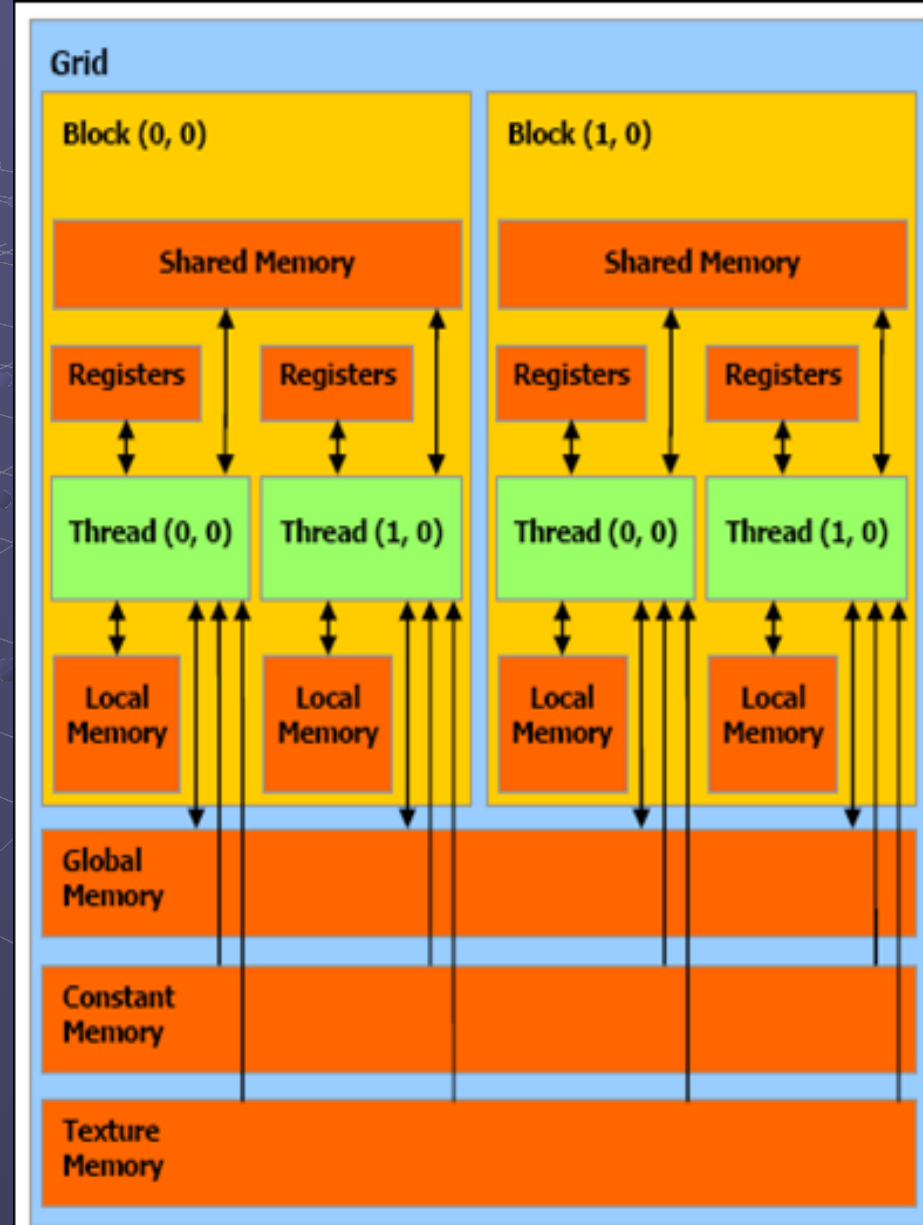 Grid
Block (0, 0)
Block (1, 0)
Shared Memory
Shared Memory
Registers
Registers
Registers
Registers
Thread (0, 0)
Thread (1, 0)
Thread (0, 0)
Thread (1, 0)
Local
Memory
Local
Memory
Local
Memory
Local
Memory
Global
Memory
Constant
Memory
Texture
Memory